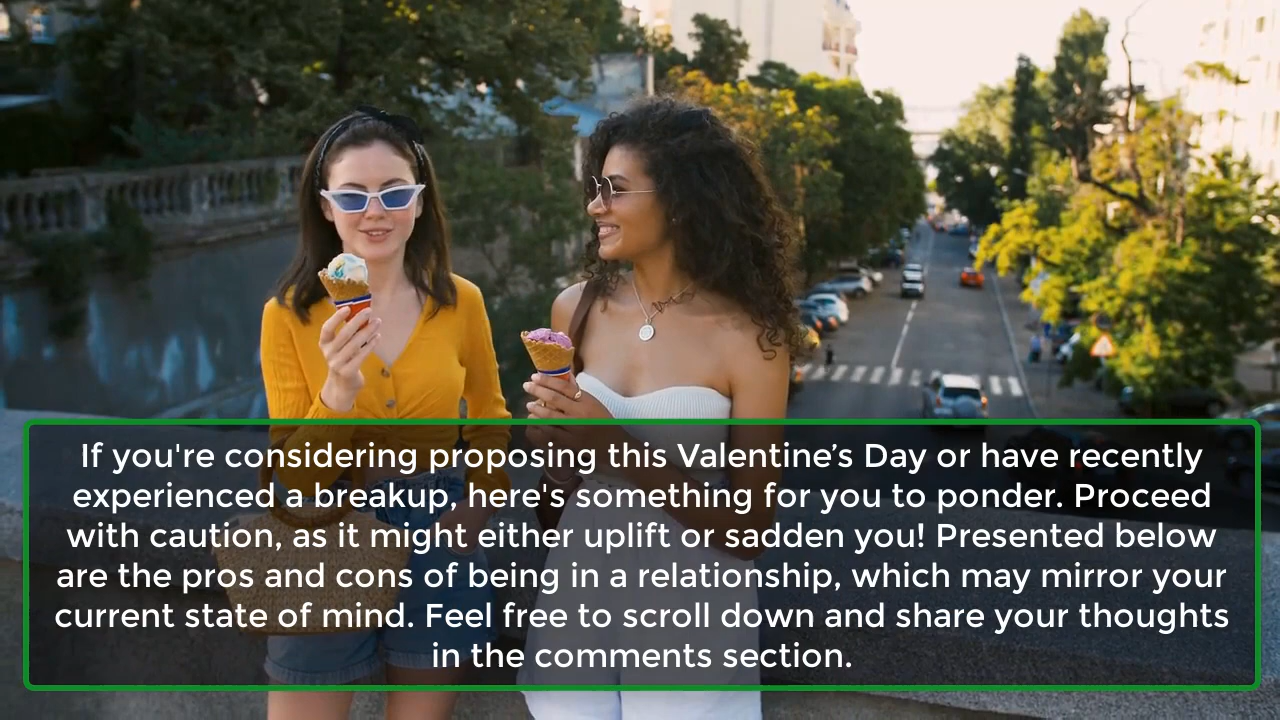 If you're considering proposing this Valentine’s Day or have recently
experienced a breakup, here's something for you to ponder. Proceed
with caution, as it might either uplift or sadden you! Presented below
are the pros and cons of being in a relationship, which may mirror your
current state of mind. Feel free to scroll down and share your thoughts
in the comments section.